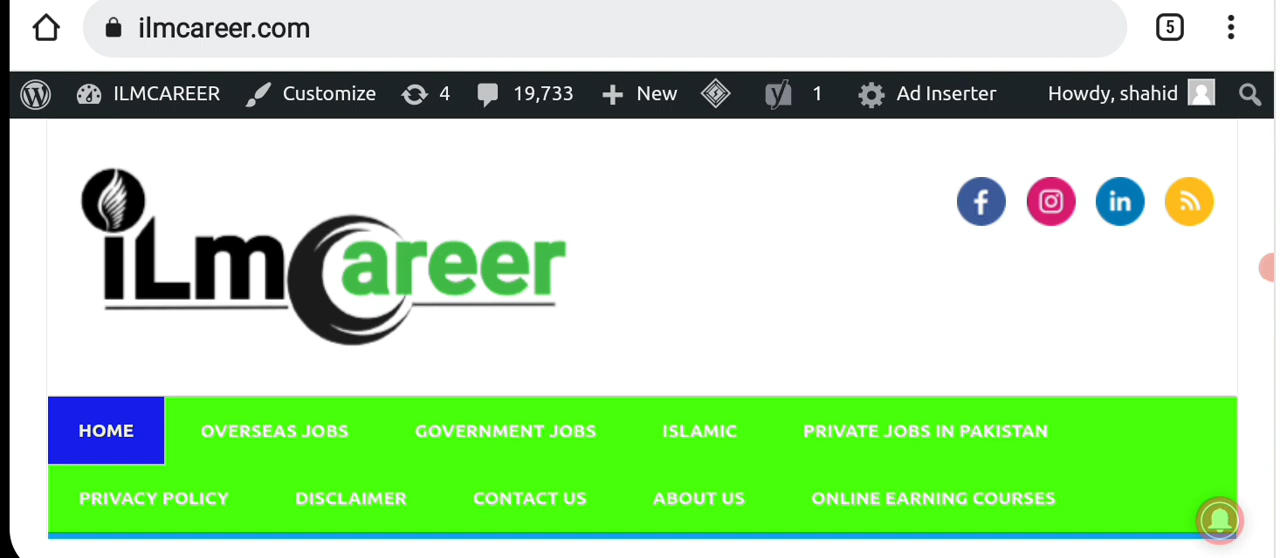 ilmcareer.com 5
ILMCAREER Customize 4 19,733 New 1 Ad Inserter Howdy, shahid
iLmCareer
HOME OVERSEAS JOBS GOVERNMENT JOBS ISLAMIC PRIVATE JOBS IN PAKISTAN
PRIVACY POLICY DISCLAIMER CONTACT US ABOUT US ONLINE EARNING COURSES